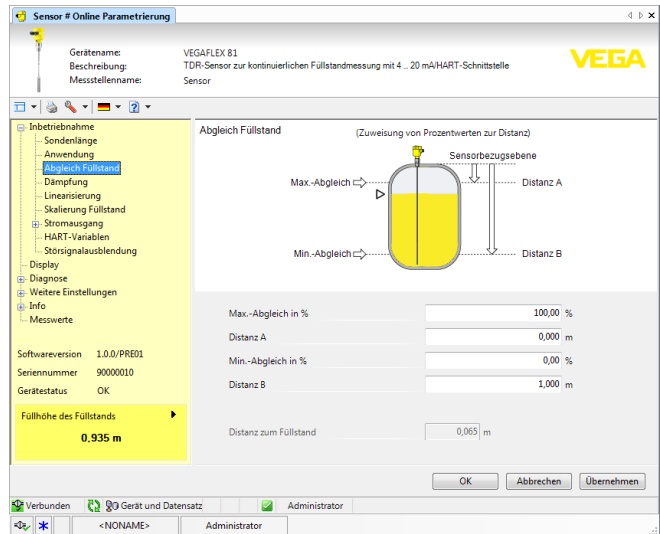 Sensor # Online Parametrierung
Gerätename: VEGAFLEX 81
Beschreibung: TDR-Sensor zur kontinuierlichen Füllstandmessung mit 4 .. 20 mA/HART-Schnittstelle
Messstellenname: Sensor
VEGA
Inbetriebnahme
Sondenlänge
Anwendung
Abgleich Füllstand
Dämpfung
Linearisierung
Skalierung Füllstand
Stromausgang
HART-Variablen
Störsignalausblendung
Display
Diagnose
Weitere Einstellungen
Info
Messwerte
Softwareversion 1.0.0/PRE01
Seriennummer 90000010
Gerätestatus OK
Füllhöhe des Füllstands
0,935 m
Abgleich Füllstand
(Zuweisung von Prozentwerten zur Distanz)
Sensorbezugsebene
Max.-Abgleich
Distanz A
Min.-Abgleich
Distanz B
Max.-Abgleich in % 100,00 %
Distanz A 0,000 m
Min.-Abgleich in % 0,00 %
Distanz B 1,000 m
Distanz zum Füllstand 0,065 m
OK Abbrechen Übernehmen
Verbunden Gerät und Datensatz Administrator
<NONAME> Administrator